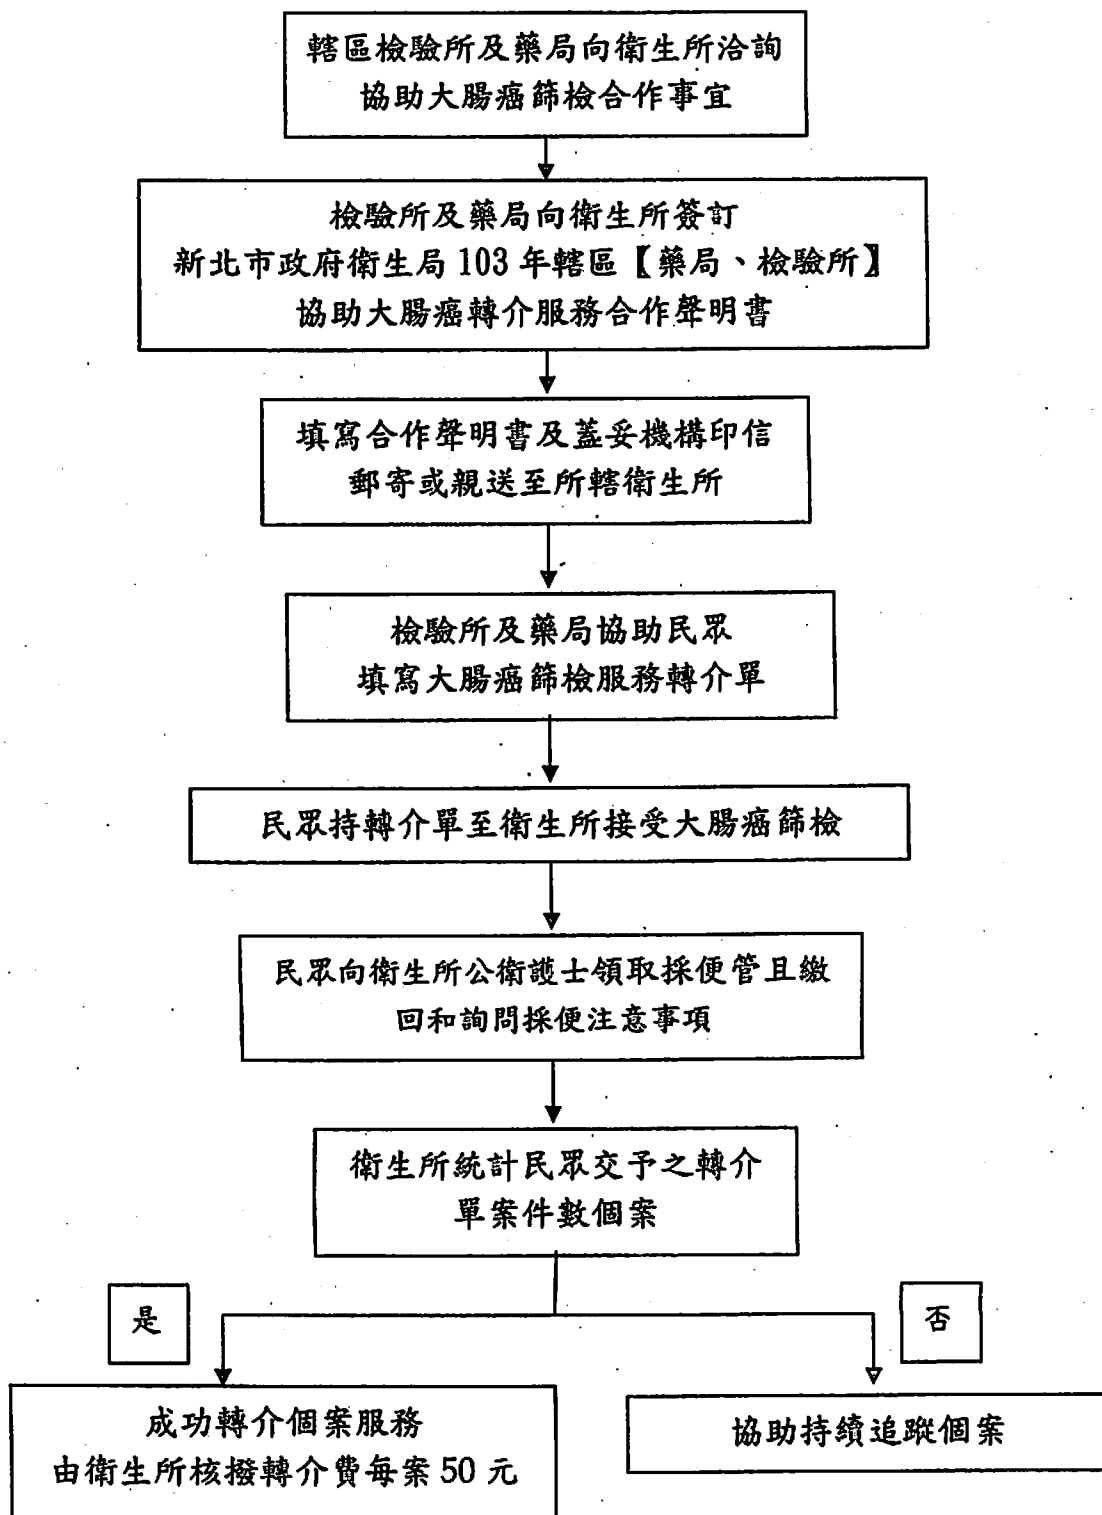 轄區檢驗所及藥局向衛生所洽詢
協助大腸癌篩檢合作事宜
檢驗所及藥局向衛生所簽訂
新北市政府衛生局 103 年轄區【藥局、檢驗所】
協助大腸癌轉介服務合作聲明書
填寫合作聲明書及蓋妥機構印信
郵寄或親送至所轄衛生所
檢驗所及藥局協助民眾
填寫大腸癌篩檢服務轉介單
民眾持轉介單至衛生所接受大腸癌篩檢
民眾向衛生所公衛護士領取採便管且繳
回和詢問採便注意事項
衛生所統計民眾交予之轉介
單案件數個案
是
否
成功轉介個案服務
由衛生所核撥轉介費每案 50 元
協助持續追蹤個案